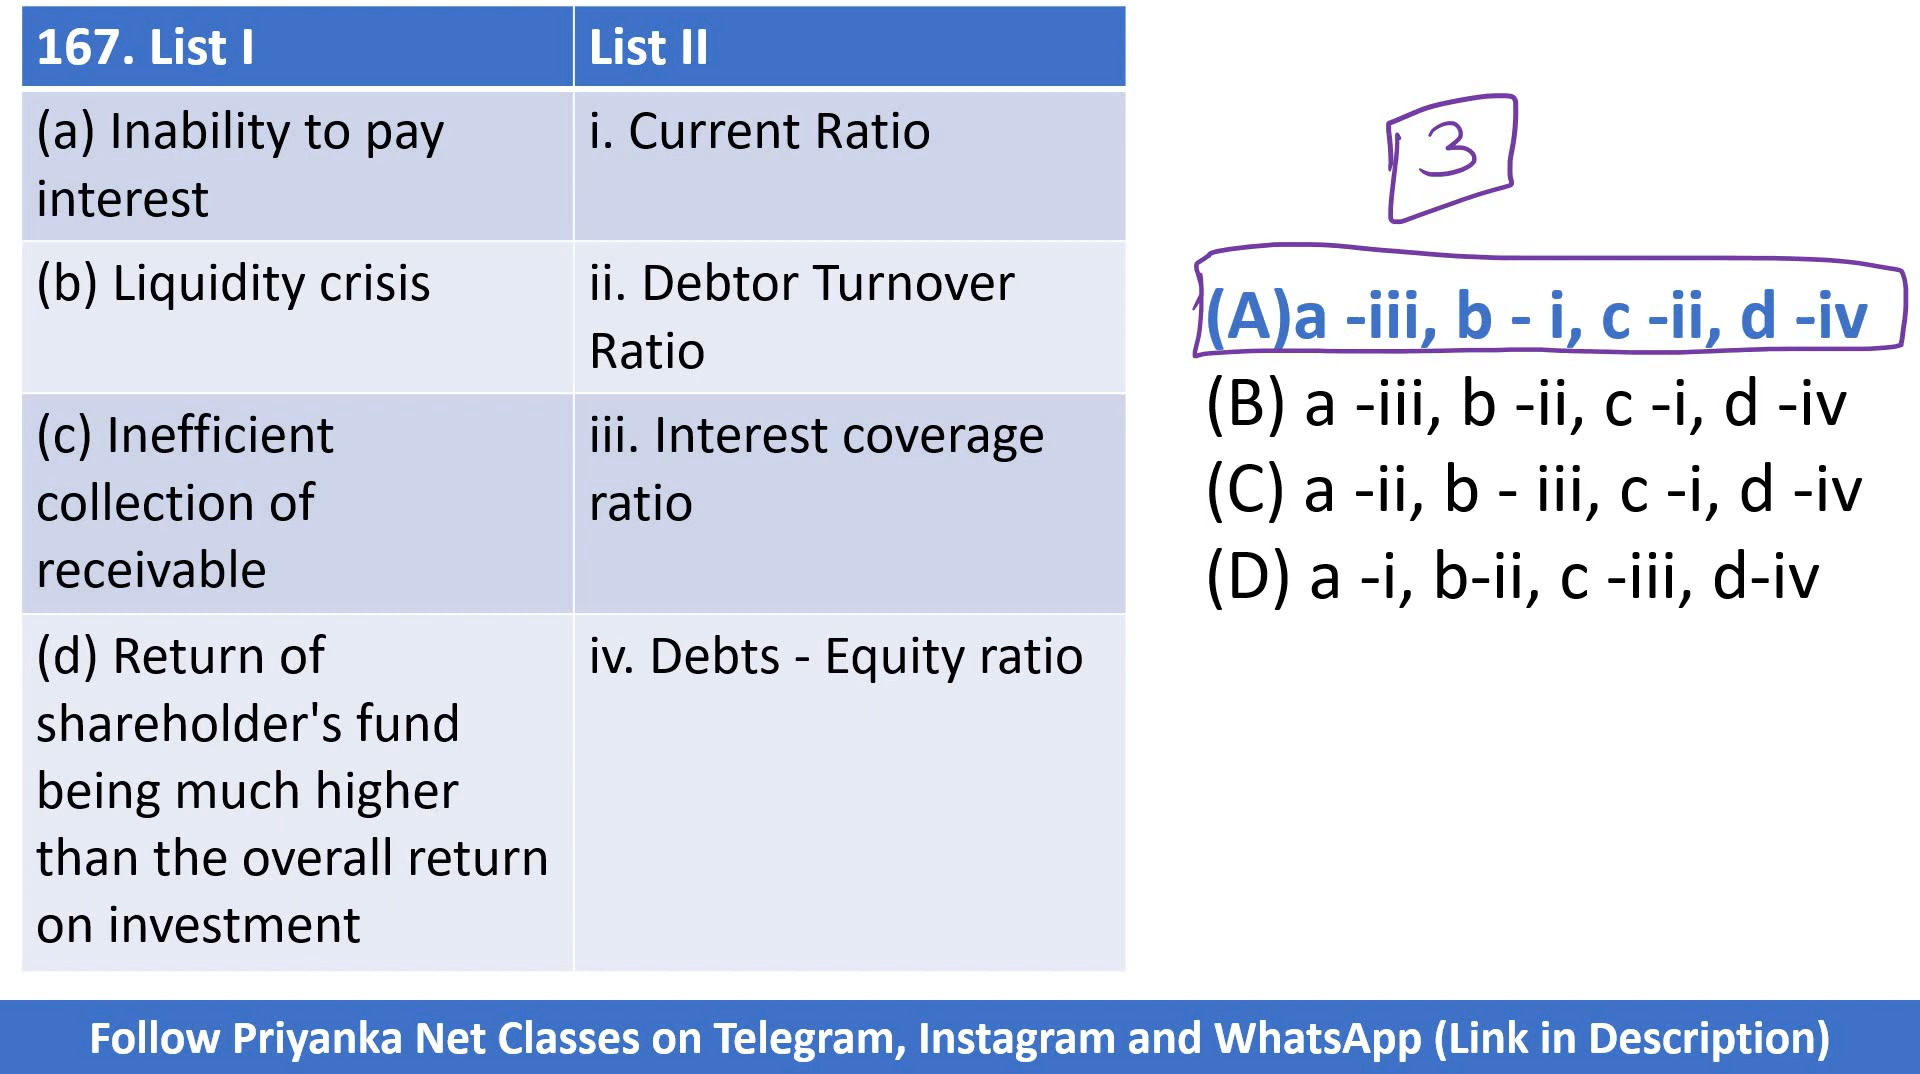 167. List I
List II
(a) Inability to pay
interest
i. Current Ratio
(b) Liquidity crisis
ii. Debtor Turnover
Ratio
(c) Inefficient
collection of
receivable
iii. Interest coverage
ratio
(d) Return of
shareholder's fund
being much higher
than the overall return
on investment
iv. Debts - Equity ratio
3
(A)a -iii, b - i, c -ii, d -iv
(B) a -iii, b -ii, c -i, d -iv
(C) a -ii, b - iii, c -i, d -iv
(D) a -i, b-ii, c -iii, d-iv
Follow Priyanka Net Classes on Telegram, Instagram and WhatsApp (Link in Description)